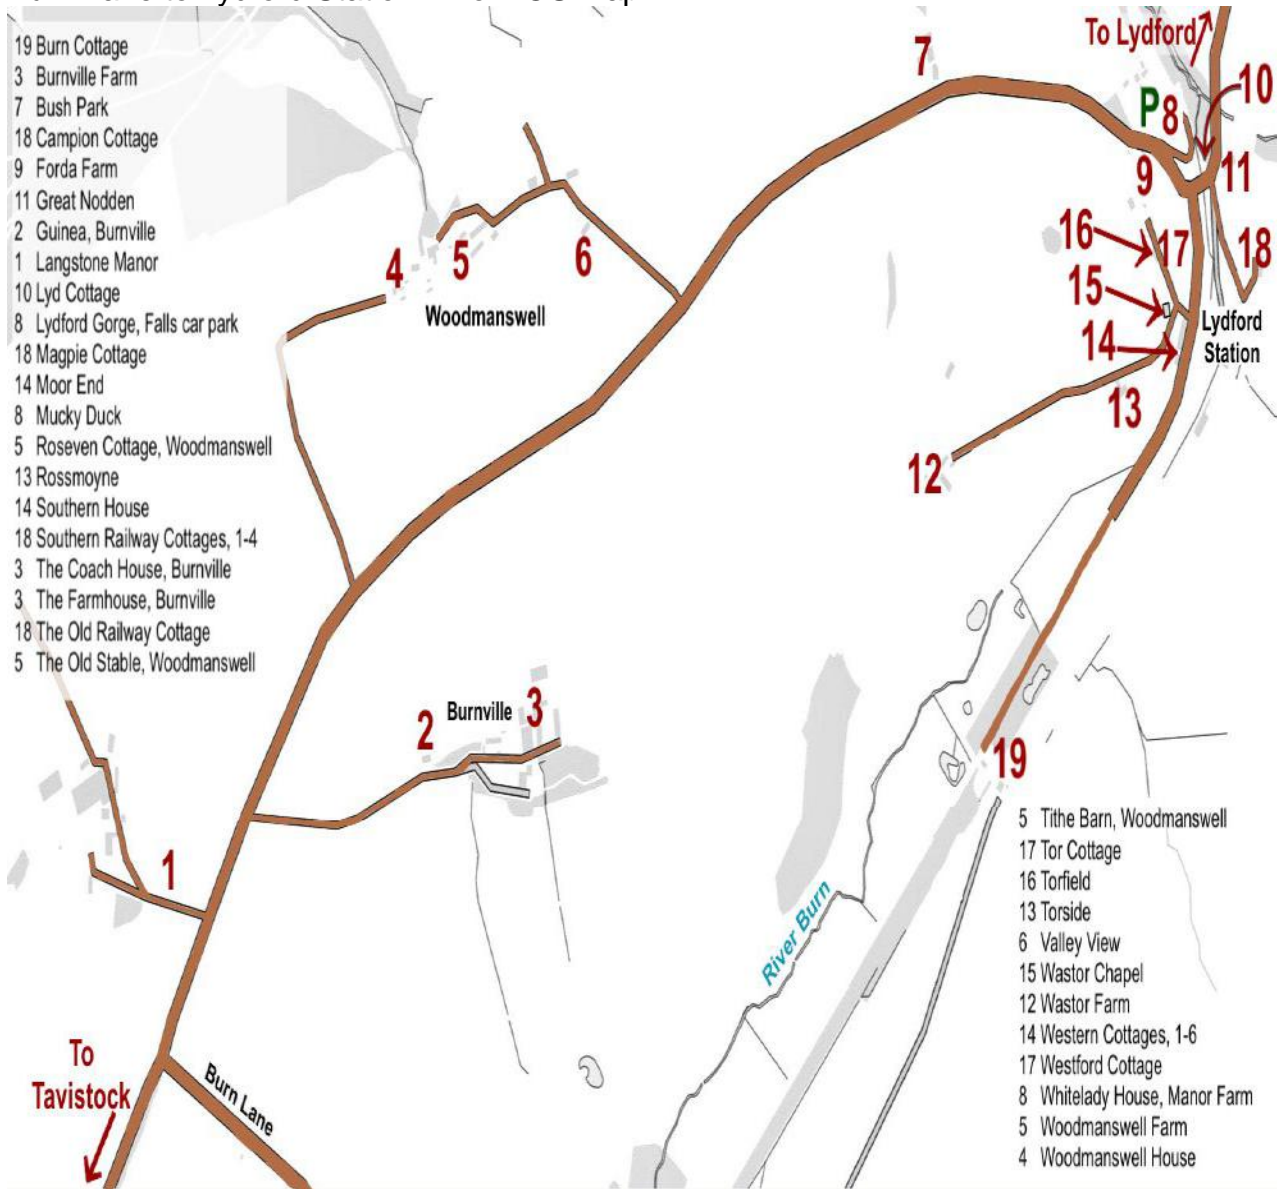 19 Burn Cottage
3 Burnville Farm
7 Bush Park
18 Campion Cottage
9 Forda Farm
11 Great Nodden
2 Guinea, Burnville
1 Langstone Manor
10 Lyd Cottage
8 Lydford Gorge, Falls car park
18 Magpie Cottage
14 Moor End
8 Mucky Duck
5 Roseven Cottage, Woodmanswell
13 Rossmoyne
14 Southern House
18 Southern Railway Cottages, 1-4
3 The Coach House, Burnville
3 The Farmhouse, Burnville
18 The Old Railway Cottage
5 The Old Stable, Woodmanswell
To Lydford
7
10
P 8
9
11
16
17
18
15
14
Lydford
Station
13
12
4
5
6
Woodmanswell
2
Burnville
3
1
19
River Burn
To
Tavistock
Burn Lane
5 Tithe Barn, Woodmanswell
17 Tor Cottage
16 Torfield
13 Torside
6 Valley View
15 Wastor Chapel
12 Wastor Farm
14 Western Cottages, 1-6
17 Westford Cottage
8 Whitelady House, Manor Farm
5 Woodmanswell Farm
4 Woodmanswell House